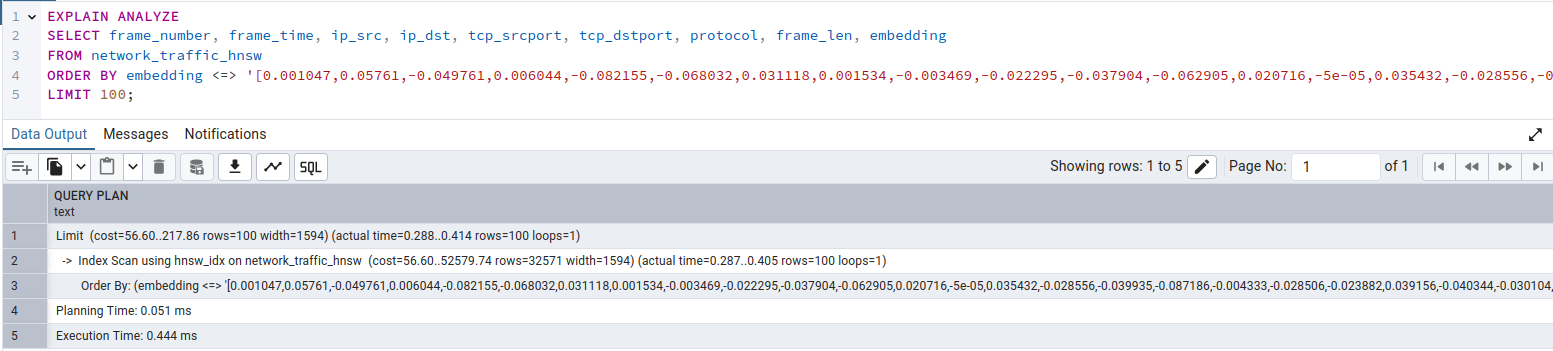 1 EXPLAIN ANALYZE
2 SELECT frame_number, frame_time, ip_src, ip_dst, tcp_srcport, tcp_dstport, protocol, frame_len, embedding
3 FROM network_traffic_hnsw
4 ORDER BY embedding <=> '[0.001047,0.05761,-0.049761,0.006044,-0.082155,-0.068032,0.031118,0.001534,-0.003469,-0.022295,-0.037904,-0.062905,0.020716,-5e-05,0.035432,-0.028556,-0
5 LIMIT 100;
Data Output Messages Notifications
SQL Showing rows: 1 to 5 Page No: 1 of 1
QUERY PLAN
text
1 Limit (cost=56.60..217.86 rows=100 width=1594) (actual time=0.288..0.414 rows=100 loops=1)
2 -> Index Scan using hnsw_idx on network_traffic_hnsw (cost=56.60..52579.74 rows=32571 width=1594) (actual time=0.287..0.405 rows=100 loops=1)
3 Order By: (embedding <=> '[0.001047,0.05761,-0.049761,0.006044,-0.082155,-0.068032,0.031118,0.001534,-0.003469,-0.022295,-0.037904,-0.062905,0.020716,-5e-05,0.035432,-0.028556,-0.039935,-0.087186,-0.004333,-0.028506,-0.023882,0.039156,-0.040344,-0.030104,
4 Planning Time: 0.051 ms
5 Execution Time: 0.444 ms